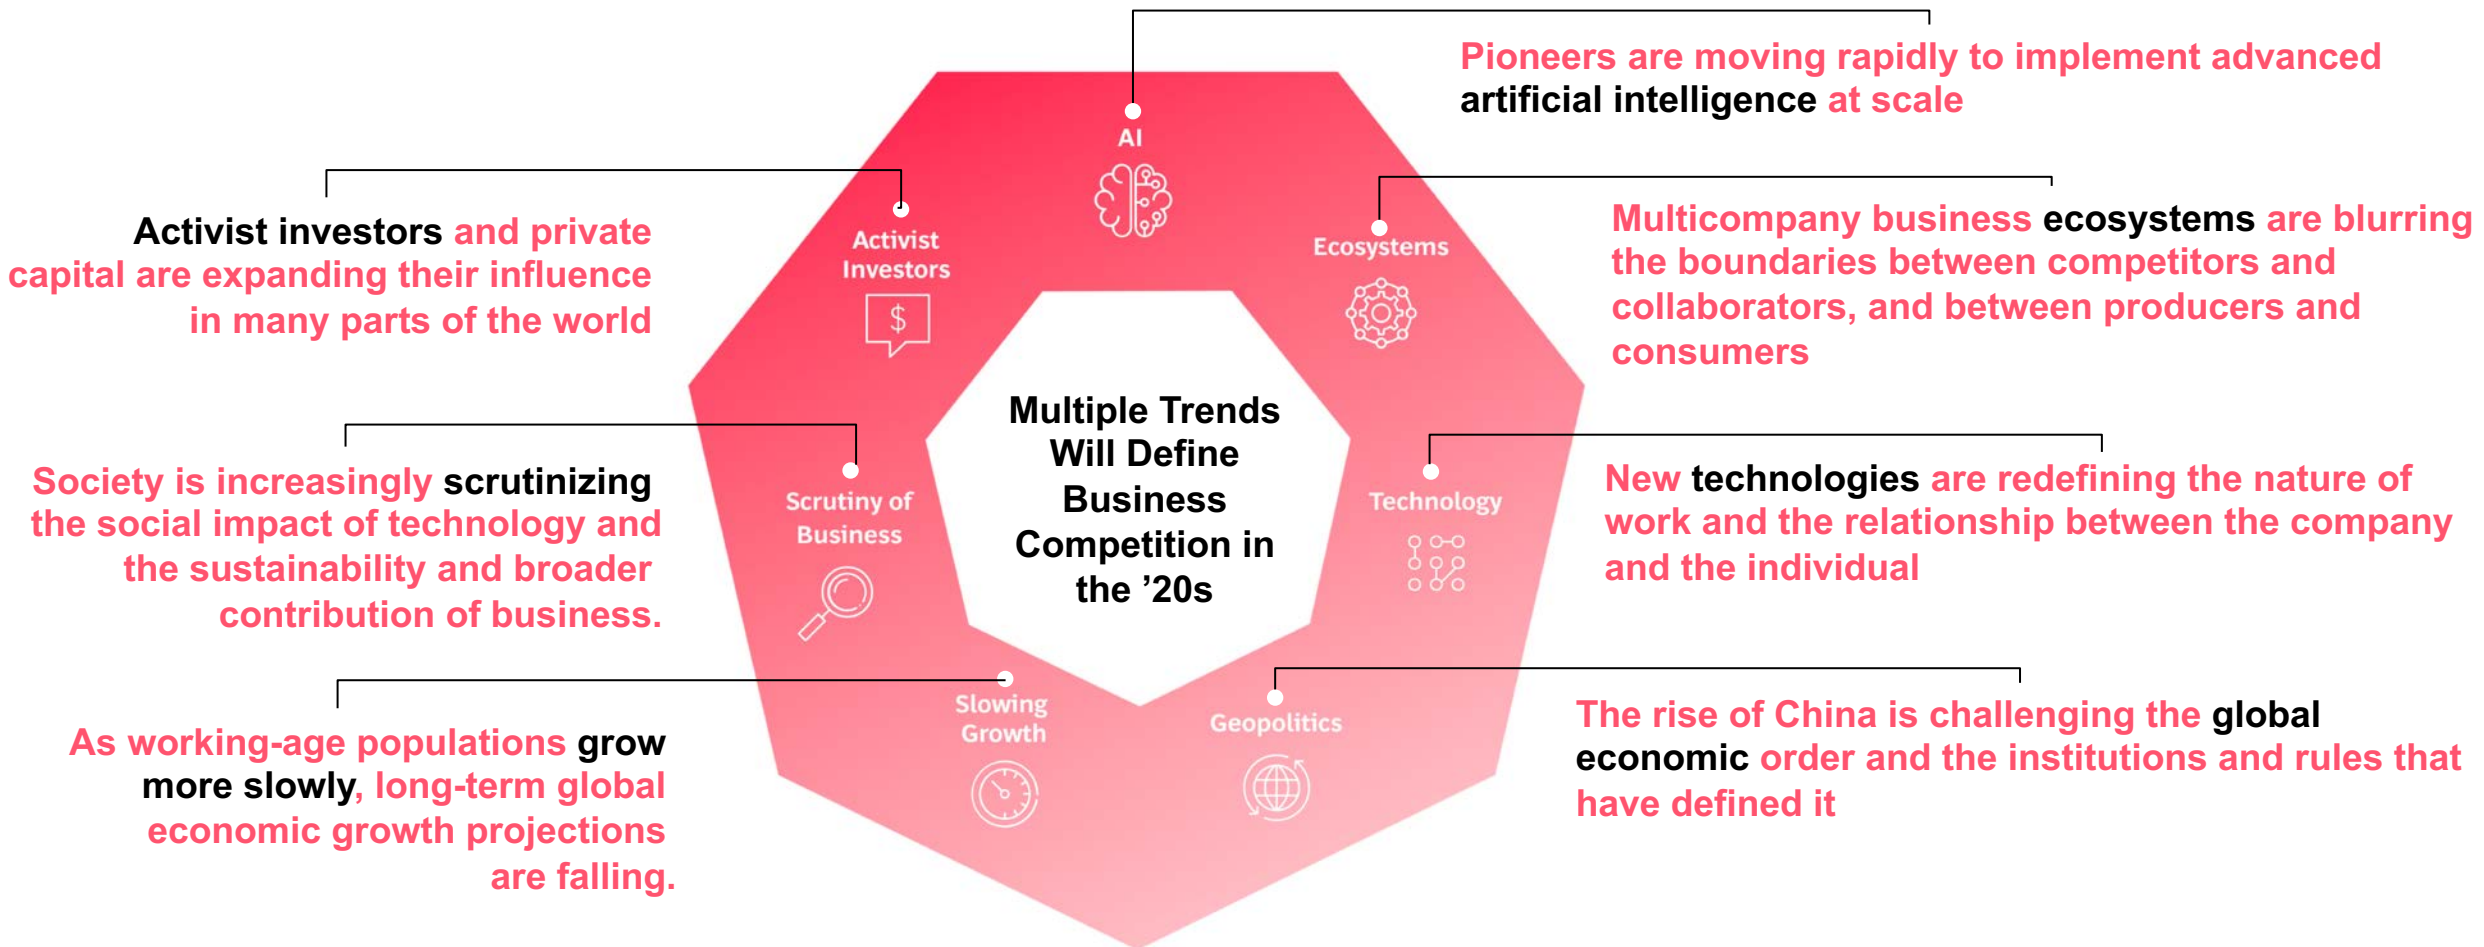 Pioneers are moving rapidly to implement advanced
artificial intelligence at scale
AI
Activist investors and private
capital are expanding their influence
in many parts of the world
Activist
Investors
$
Ecosystems
Multicompany business ecosystems are blurring
the boundaries between competitors and
collaborators, and between producers and
consumers
Multiple Trends
Will Define
Business
Competition in
the ’20s
Society is increasingly scrutinizing
the social impact of technology and
the sustainability and broader
contribution of business.
Scrutiny of
Business
Technology
New technologies are redefining the nature of
work and the relationship between the company
and the individual
As working-age populations grow
more slowly, long-term global
economic growth projections
are falling.
Slowing
Growth
Geopolitics
The rise of China is challenging the global
economic order and the institutions and rules that
have defined it